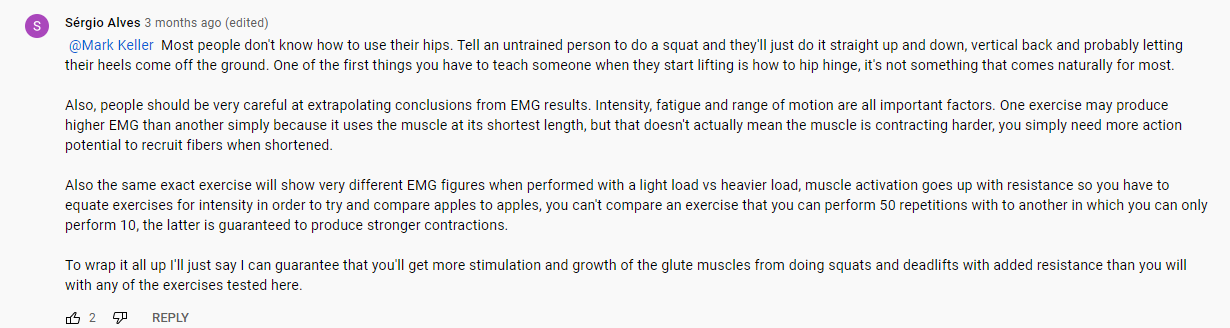 S
Sérgio Alves 3 months ago (edited)
@Mark Keller Most people don't know how to use their hips. Tell an untrained person to do a squat and they'll just do it straight up and down, vertical back and probably letting
their heels come off the ground. One of the first things you have to teach someone when they start lifting is how to hip hinge, it's not something that comes naturally for most.
Also, people should be very careful at extrapolating conclusions from EMG results. Intensity, fatigue and range of motion are all important factors. One exercise may produce
higher EMG than another simply because it uses the muscle at its shortest length, but that doesn't actually mean the muscle is contracting harder, you simply need more action
potential to recruit fibers when shortened.
Also the same exact exercise will show very different EMG figures when performed with a light load vs heavier load, muscle activation goes up with resistance so you have to
equate exercises for intensity in order to try and compare apples to apples, you can't compare an exercise that you can perform 50 repetitions with to another in which you can only
perform 10, the latter is guaranteed to produce stronger contractions.
To wrap it all up I'll just say I can guarantee that you'll get more stimulation and growth of the glute muscles from doing squats and deadlifts with added resistance than you will
with any of the exercises tested here.
2 REPLY